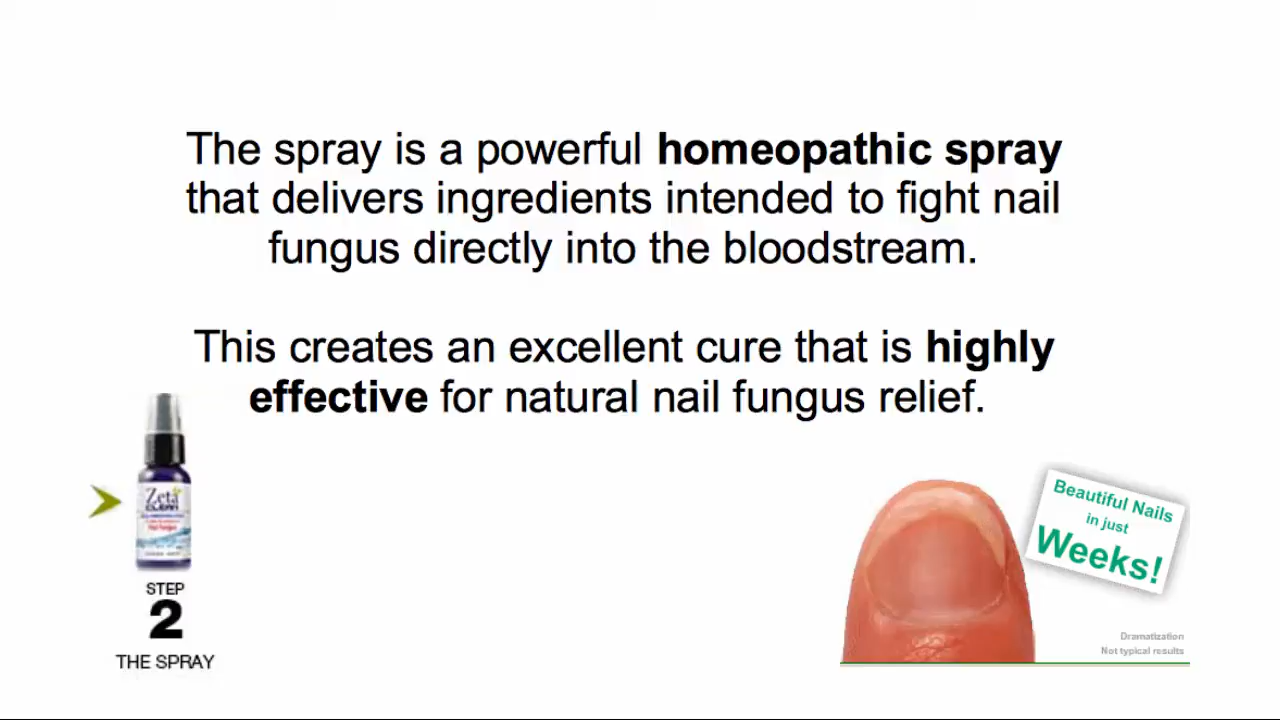 The spray is a powerful homeopathic spray
that delivers ingredients intended to fight nail
fungus directly into the bloodstream.
This creates an excellent cure that is highly
effective for natural nail fungus relief.
Zeta
CLEAR
Nail Fungus
STEP
2
THE SPRAY
Beautiful Nails
in just
Weeks!
Dramatization
Not typical results